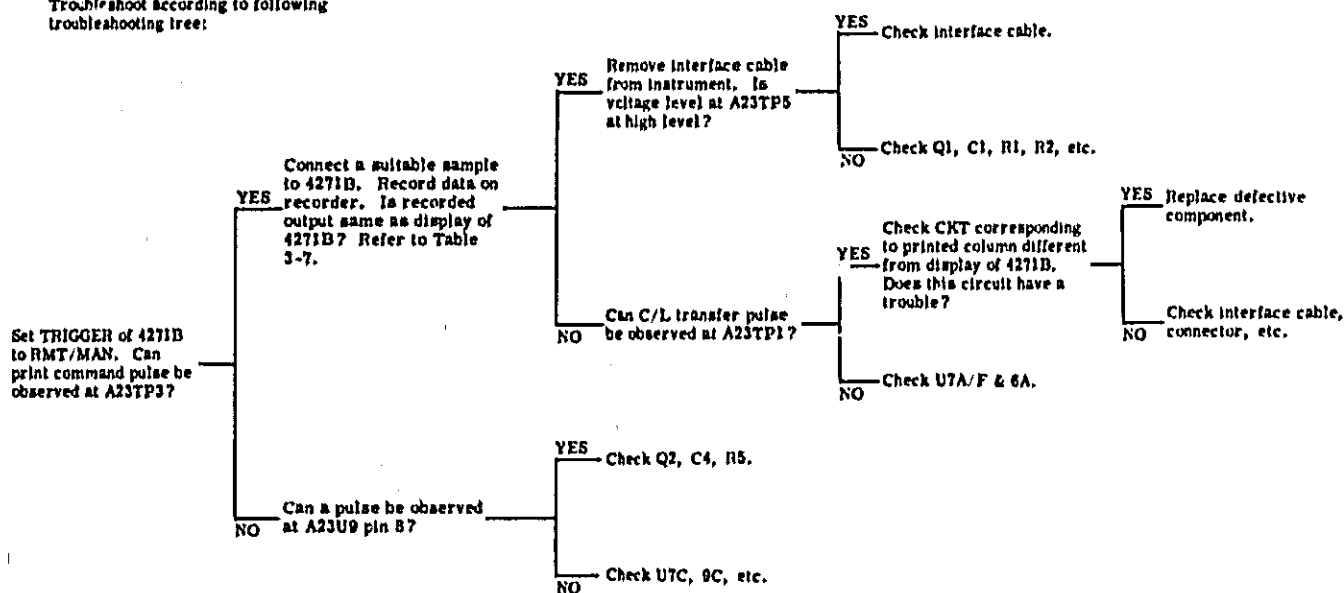 Troubleshoot according to following
troubleshooting tree:
Set TRIGGER of 4271B
to RMT/MAN. Can
print command pulse be
observed at A23TP3?
YES
Connect a suitable sample
to 4271B. Record data on
recorder. Is recorded
output same as display of
4271B? Refer to Table
3-7.
YES
Remove interface cable
from instrument. Is
voltage level at A23TP5
at high level?
YES
Check interface cable.
NO
Check Q1, C1, R1, R2, etc.
NO
Can C/L transfer pulse
be observed at A23TP1?
YES
Check CKT corresponding
to printed column different
from display of 4271B.
Does this circuit have a
trouble?
YES
Replace defective
component.
NO
Check interface cable,
connector, etc.
NO
Check U7A/F & 6A.
NO
Can a pulse be observed
at A23U9 pin 8?
YES
Check Q2, C4, R5.
NO
Check U7C, 9C, etc.